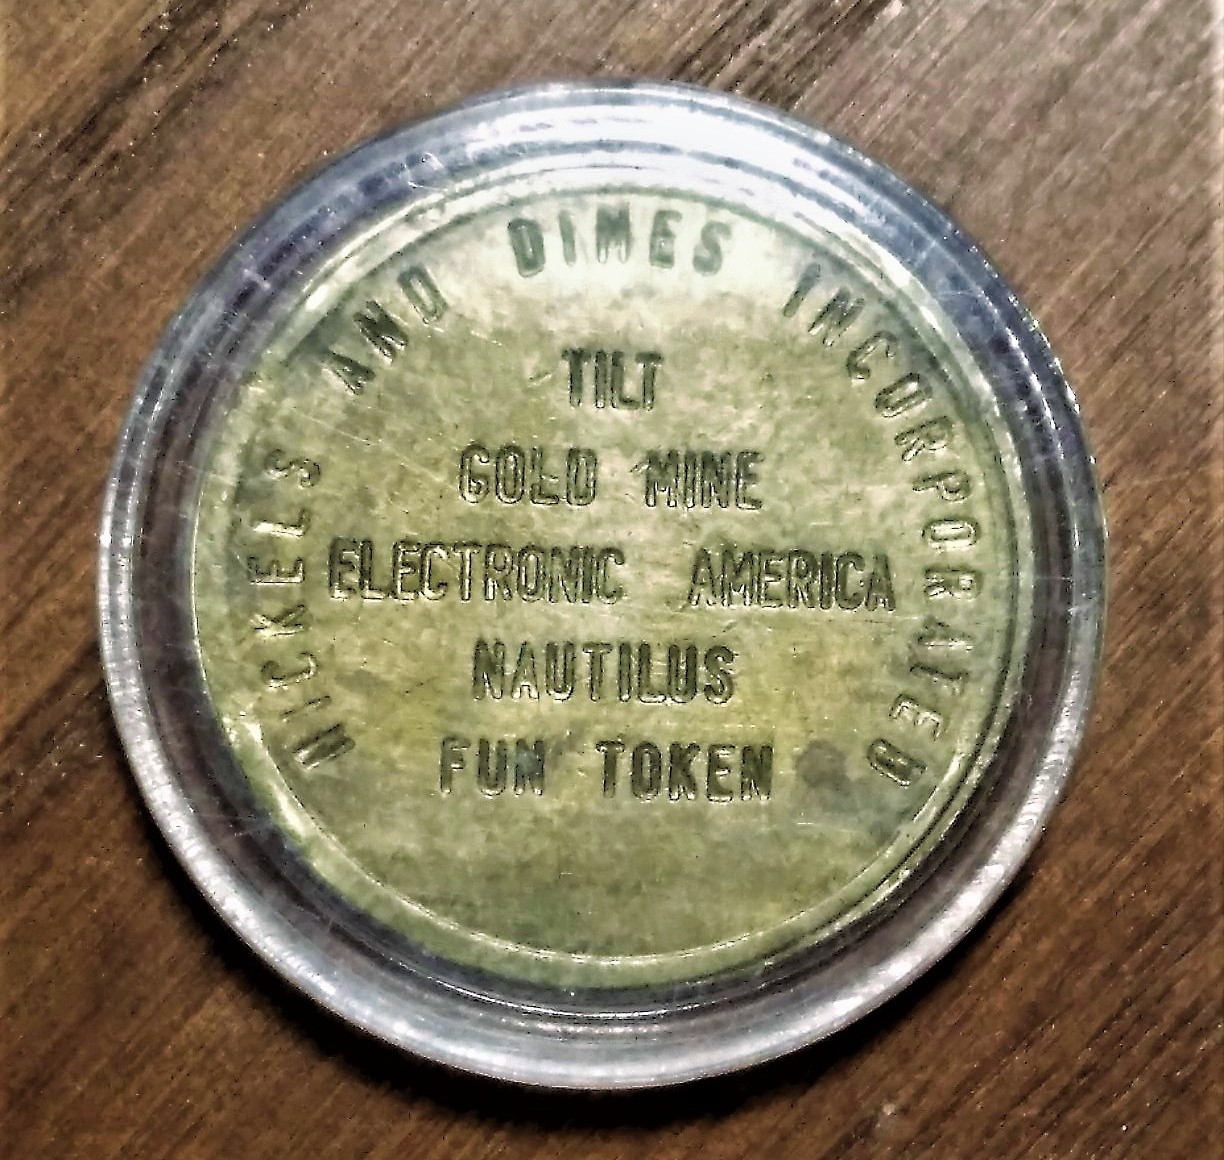 NICKELS AND DIMES INCORPORATED
TILT
GOLD MINE
ELECTRONIC AMERICA
NAUTILUS
FUN TOKEN